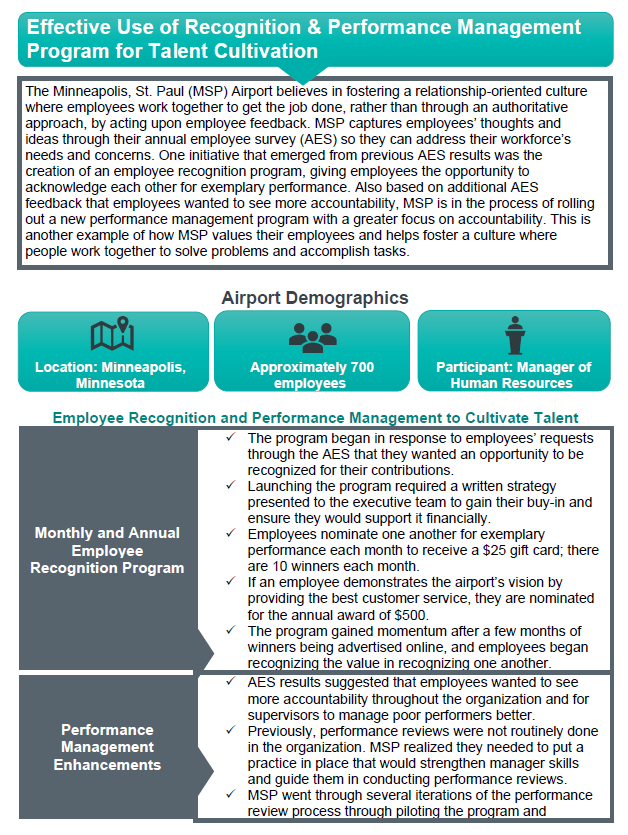 Effective Use of Recognition & Performance Management
Program for Talent Cultivation
The Minneapolis, St. Paul (MSP) Airport believes in fostering a relationship-oriented culture
where employees work together to get the job done, rather than through an authoritative
approach, by acting upon employee feedback. MSP captures employees' thoughts and
ideas through their annual employee survey (AES) so they can address their workforce's
needs and concerns. One initiative that emerged from previous AES results was the
creation of an employee recognition program, giving employees the opportunity to
acknowledge each other for exemplary performance. Also based on additional AES
feedback that employees wanted to see more accountability, MSP is in the process of rolling
out a new performance management program with a greater focus on accountability. This is
another example of how MSP values their employees and helps foster a culture where
people work together to solve problems and accomplish tasks.
Airport Demographics
Location: Minneapolis,
Minnesota
Approximately 700
employees
Participant: Manager of
Human Resources
Employee Recognition and Performance Management to Cultivate Talent
Monthly and Annual
Employee
Recognition Program
✓ The program began in response to employees' requests
through the AES that they wanted an opportunity to be
recognized for their contributions.
✓ Launching the program required a written strategy
presented to the executive team to gain their buy-in and
ensure they would support it financially.
✓ Employees nominate one another for exemplary
performance each month to receive a $25 gift card; there
are 10 winners each month.
✓ If an employee demonstrates the airport's vision by
providing the best customer service, they are nominated
for the annual award of $500.
✓ The program gained momentum after a few months of
winners being advertised online, and employees began
recognizing the value in recognizing one another.
Performance
Management
Enhancements
✓ AES results suggested that employees wanted to see
more accountability throughout the organization and for
supervisors to manage poor performers better.
✓ Previously, performance reviews were not routinely done
in the organization. MSP realized they needed to put a
practice in place that would strengthen manager skills
and guide them in conducting performance reviews.
✓ MSP went through several iterations of the performance
review process through piloting the program and